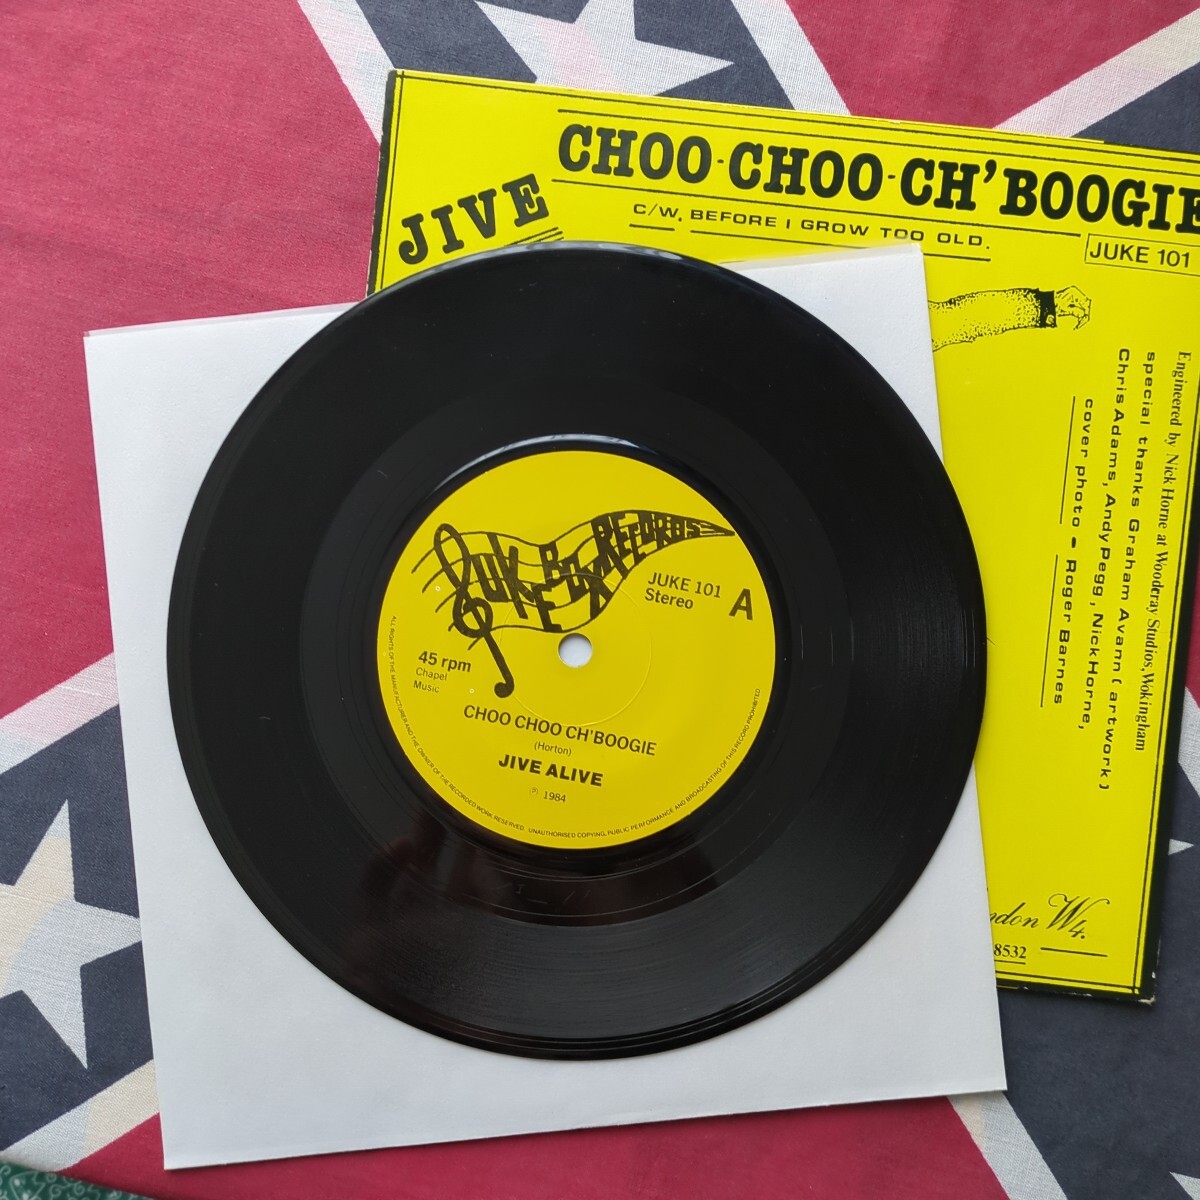 CHOO-CHOO-CH'BOOGIE
JIVE
C/W. BEFORE I GROW TOO OLD.
JUKE 101
Engineered by Nick Horne at Wooderay Studios, Wokingham
special thanks Graham Avann ( artwork )
Chris Adams, Andy Pegg, Nick Horne,
cover photo - Roger Barnes
ndon W4.
8532
JUKE BOX RECORDS
JUKE 101
Stereo
A
45 rpm
Chapel
Music
CHOO CHOO CH'BOOGIE
(Horton)
JIVE ALIVE
℗ 1984
ALL RIGHTS OF THE MANUFACTURER AND THE OWNER OF THE RECORDED WORK RESERVED. UNAUTHORISED COPYING, PUBLIC PERFORMANCE AND BROADCASTING OF THIS RECORD PROHIBITED